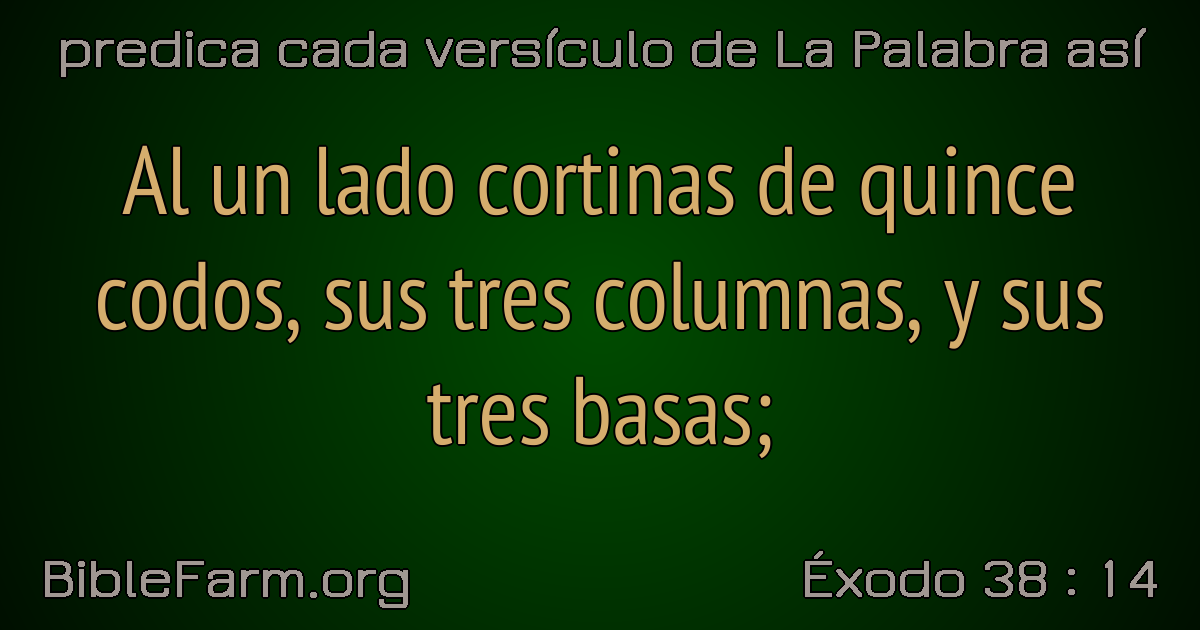 predica cada versículo de La Palabra así
Al un lado cortinas de quince
codos, sus tres columnas, y sus
tres basas;
BibleFarm.org
Éxodo 38 : 14